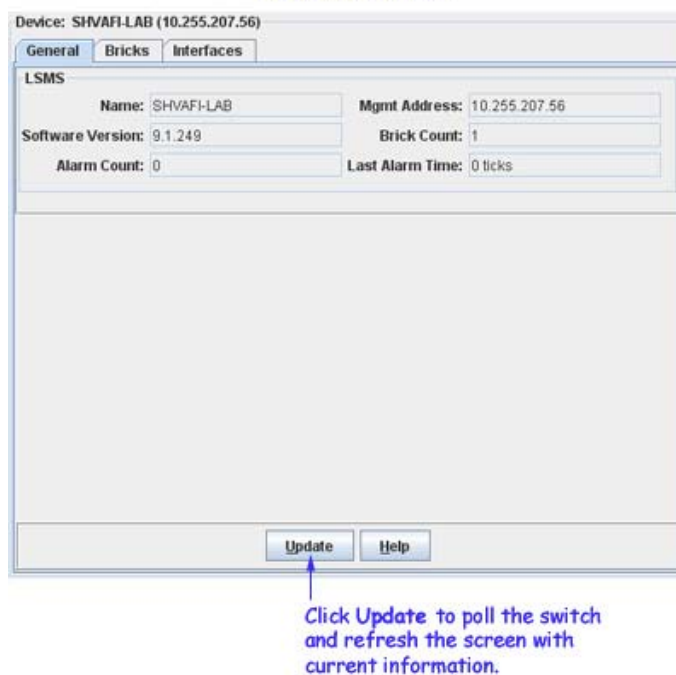 Device: SHVAFI-LAB (10.255.207.56)
General Bricks Interfaces
LSMS
Name: SHVAFI-LAB Mgmt Address: 10.255.207.56
Software Version: 9.1.249 Brick Count: 1
Alarm Count: 0 Last Alarm Time: 0 ticks
Update Help
Click Update to poll the switch
and refresh the screen with
current information.